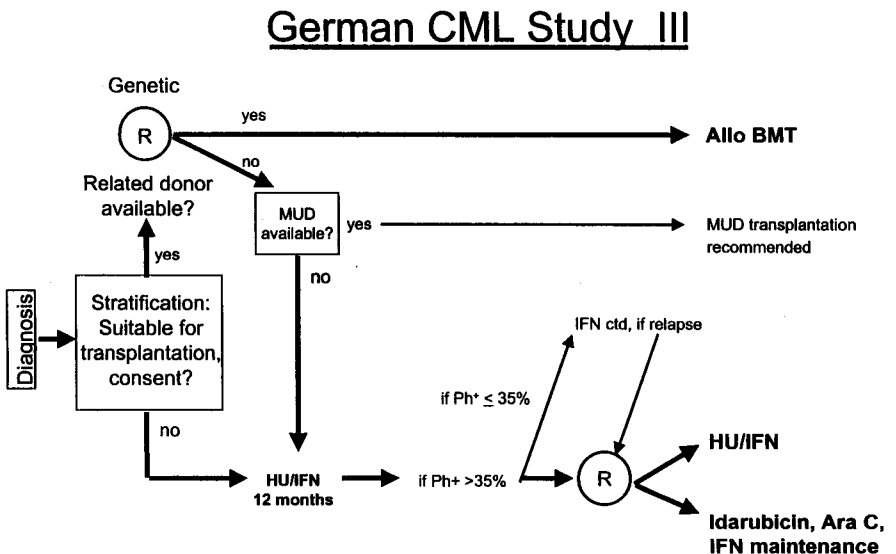 German CML Study III
Genetic
R
yes
Allo BMT
no
Related donor
available?
MUD
available?
yes
MUD transplantation
recommended
yes
no
Diagnosis
Stratification:
Suitable for
transplantation,
consent?
IFN ctd, if relapse
if Ph⁺ ≤ 35%
no
HU/IFN
12 months
if Ph+ >35%
R
HU/IFN
Idarubicin, Ara C,
IFN maintenance